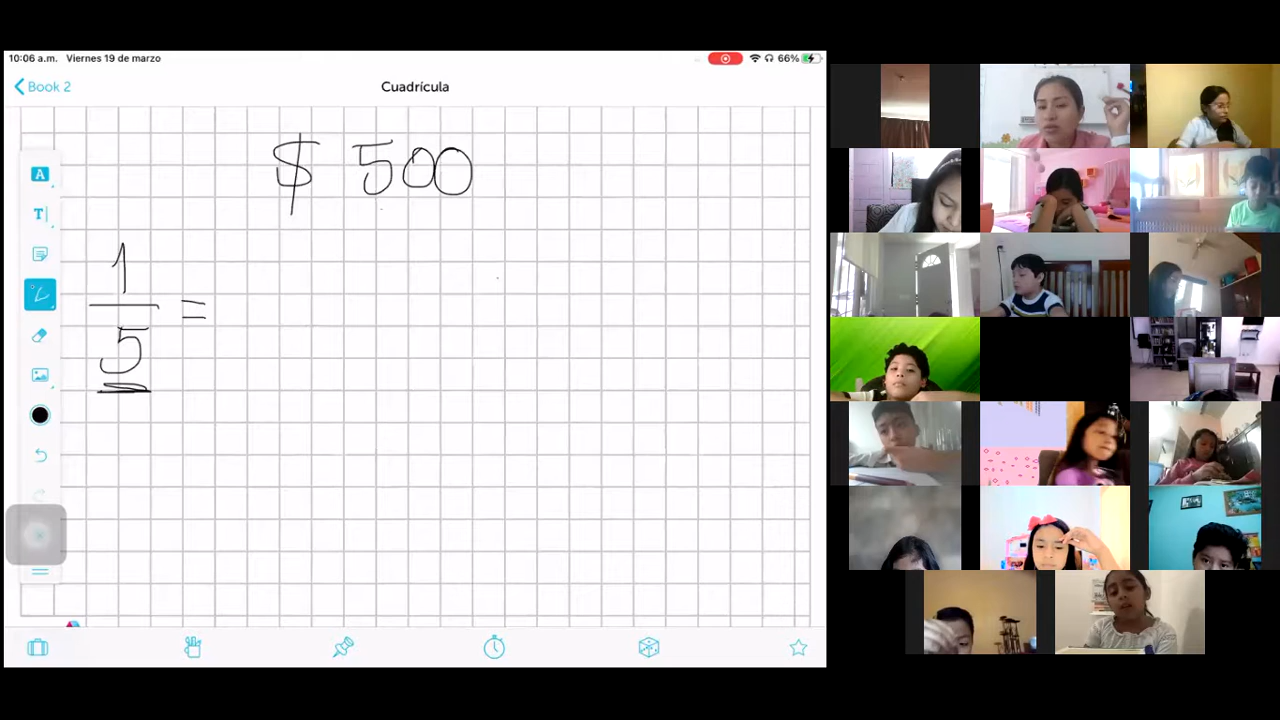 10:06 a.m. Viernes 19 de marzo
66%
Book 2
Cuadrícula
$ 500
1
5
=